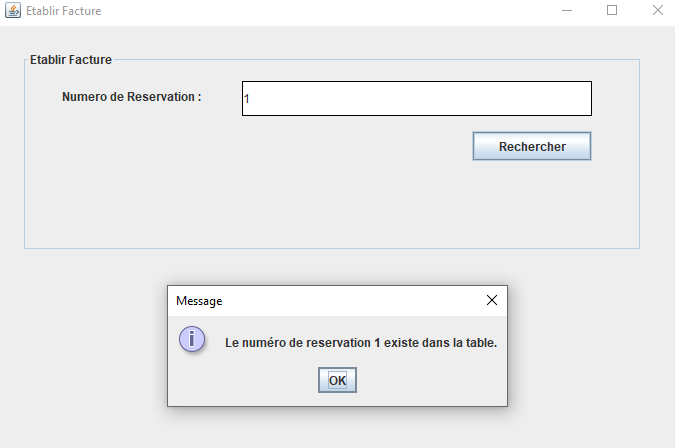 Etablir Facture
Etablir Facture
Numero de Reservation :
1
Rechercher
Message
i
Le numéro de reservation 1 existe dans la table.
OK